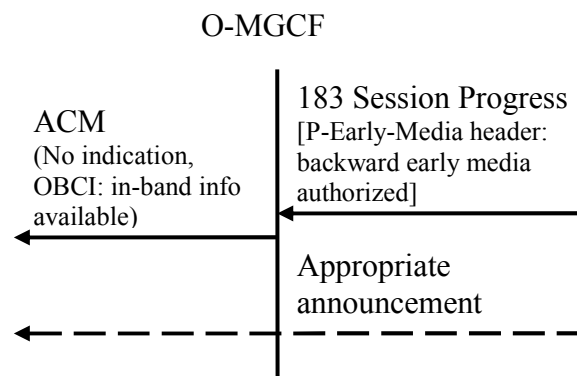 O-MGCF
ACM
(No indication,
OBCI: in-band info
available)
183 Session Progress
[P-Early-Media header:
backward early media
authorized]
Appropriate
announcement